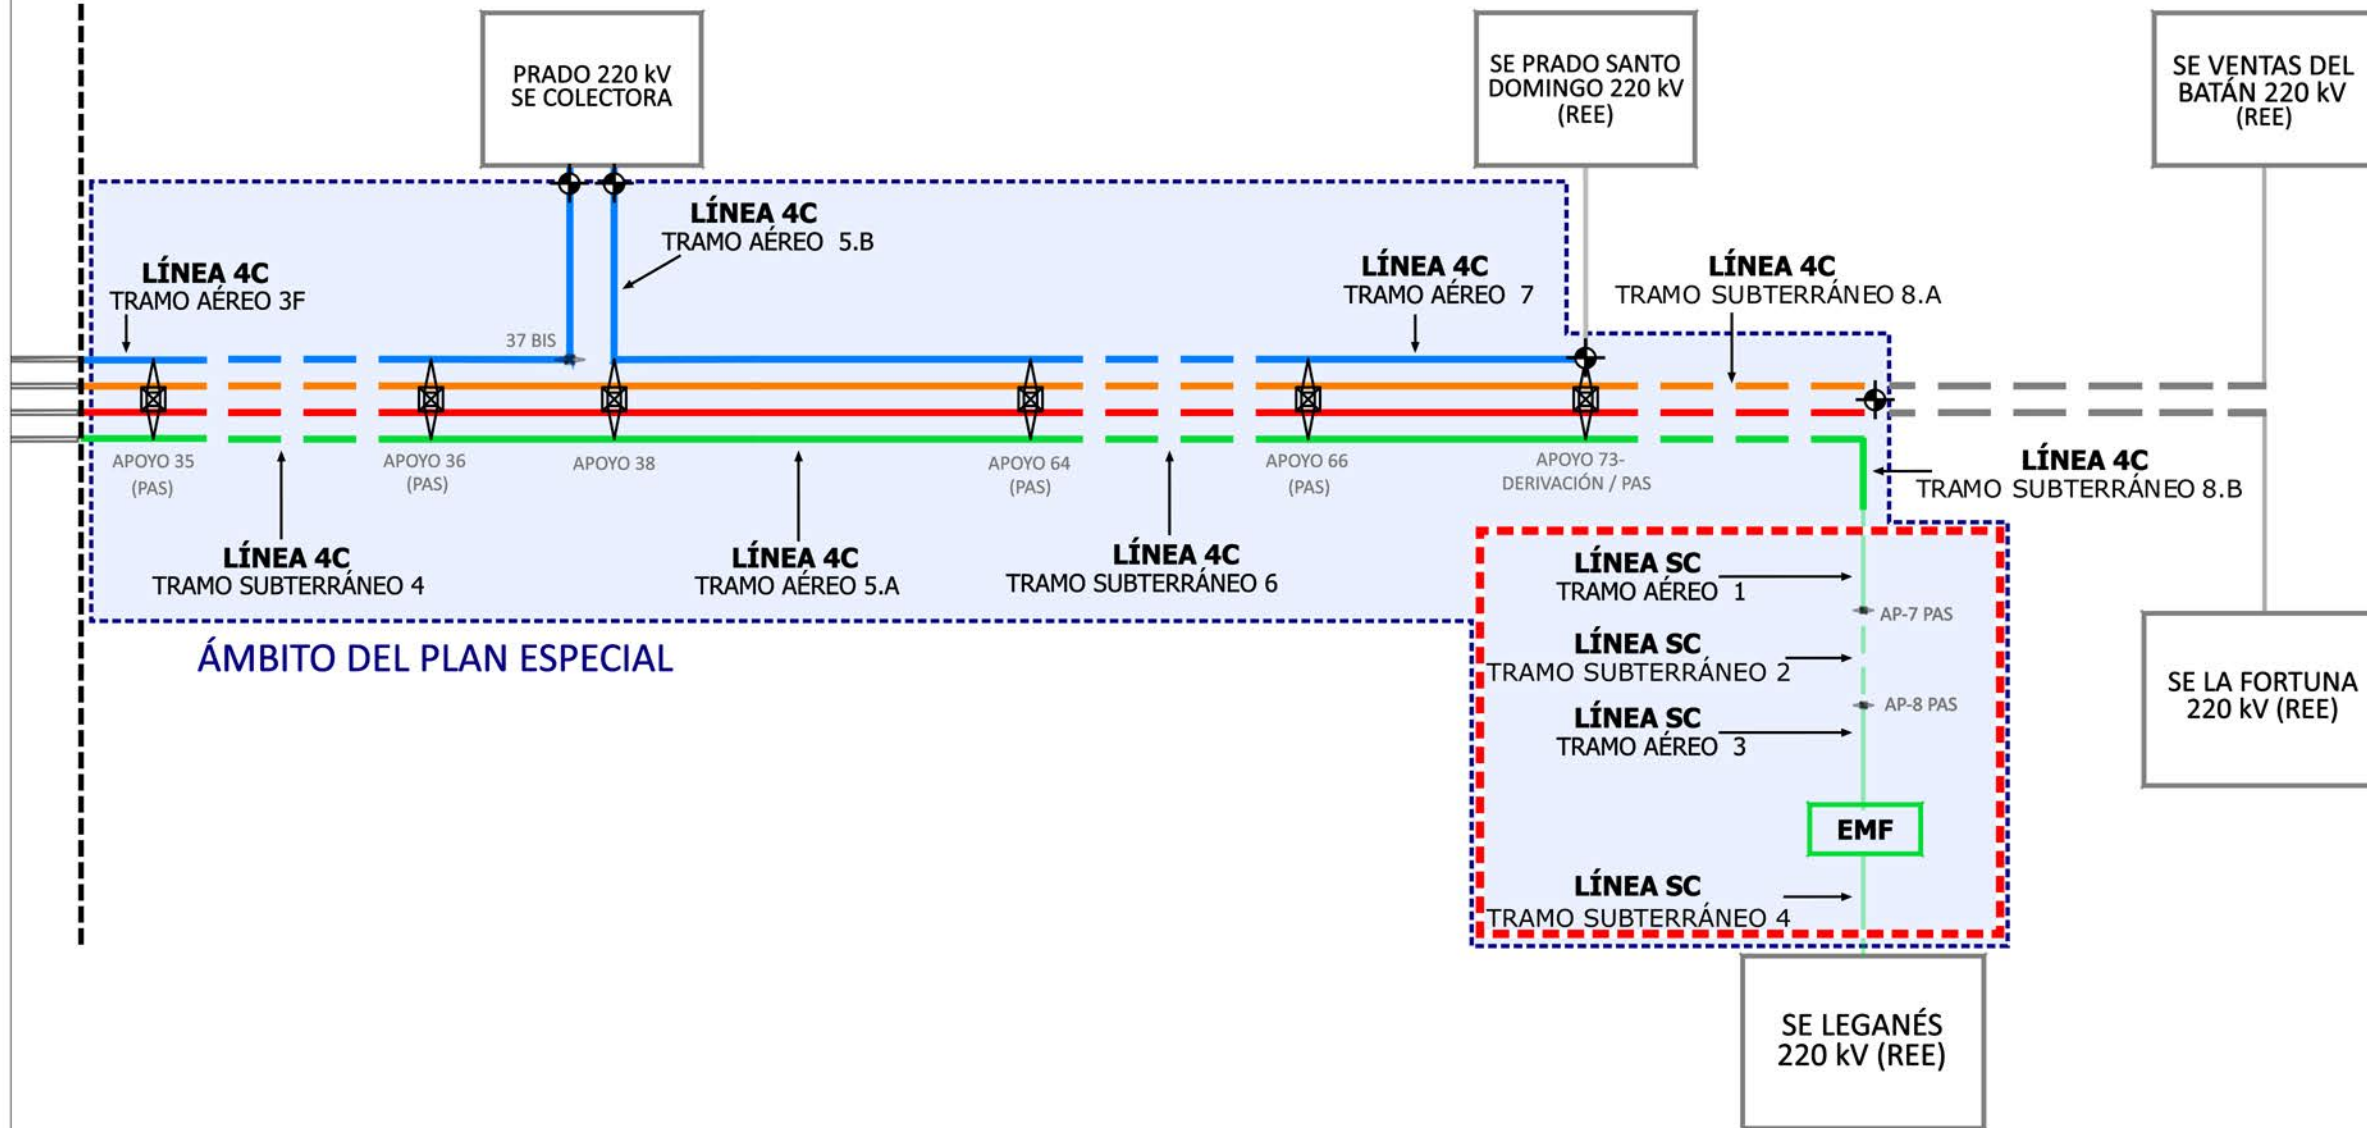 PRADO 220 kV
SE COLECTORA
SE PRADO SANTO
DOMINGO 220 kV
(REE)
SE VENTAS DEL
BATÁN 220 kV
(REE)
LÍNEA 4C
TRAMO AÉREO 5.B
LÍNEA 4C
TRAMO AÉREO 3F
LÍNEA 4C
TRAMO AÉREO 7
LÍNEA 4C
TRAMO SUBTERRÁNEO 8.A
37 BIS
APOYO 35
(PAS)
APOYO 36
(PAS)
APOYO 38
APOYO 64
(PAS)
APOYO 66
(PAS)
APOYO 73-
DERIVACIÓN / PAS
LÍNEA 4C
TRAMO SUBTERRÁNEO 8.B
LÍNEA 4C
TRAMO SUBTERRÁNEO 4
LÍNEA 4C
TRAMO AÉREO 5.A
LÍNEA 4C
TRAMO SUBTERRÁNEO 6
LÍNEA SC
TRAMO AÉREO 1
AP-7 PAS
LÍNEA SC
TRAMO SUBTERRÁNEO 2
AP-8 PAS
LÍNEA SC
TRAMO AÉREO 3
ÁMBITO DEL PLAN ESPECIAL
SE LA FORTUNA
220 kV (REE)
EMF
LÍNEA SC
TRAMO SUBTERRÁNEO 4
SE LEGANÉS
220 kV (REE)